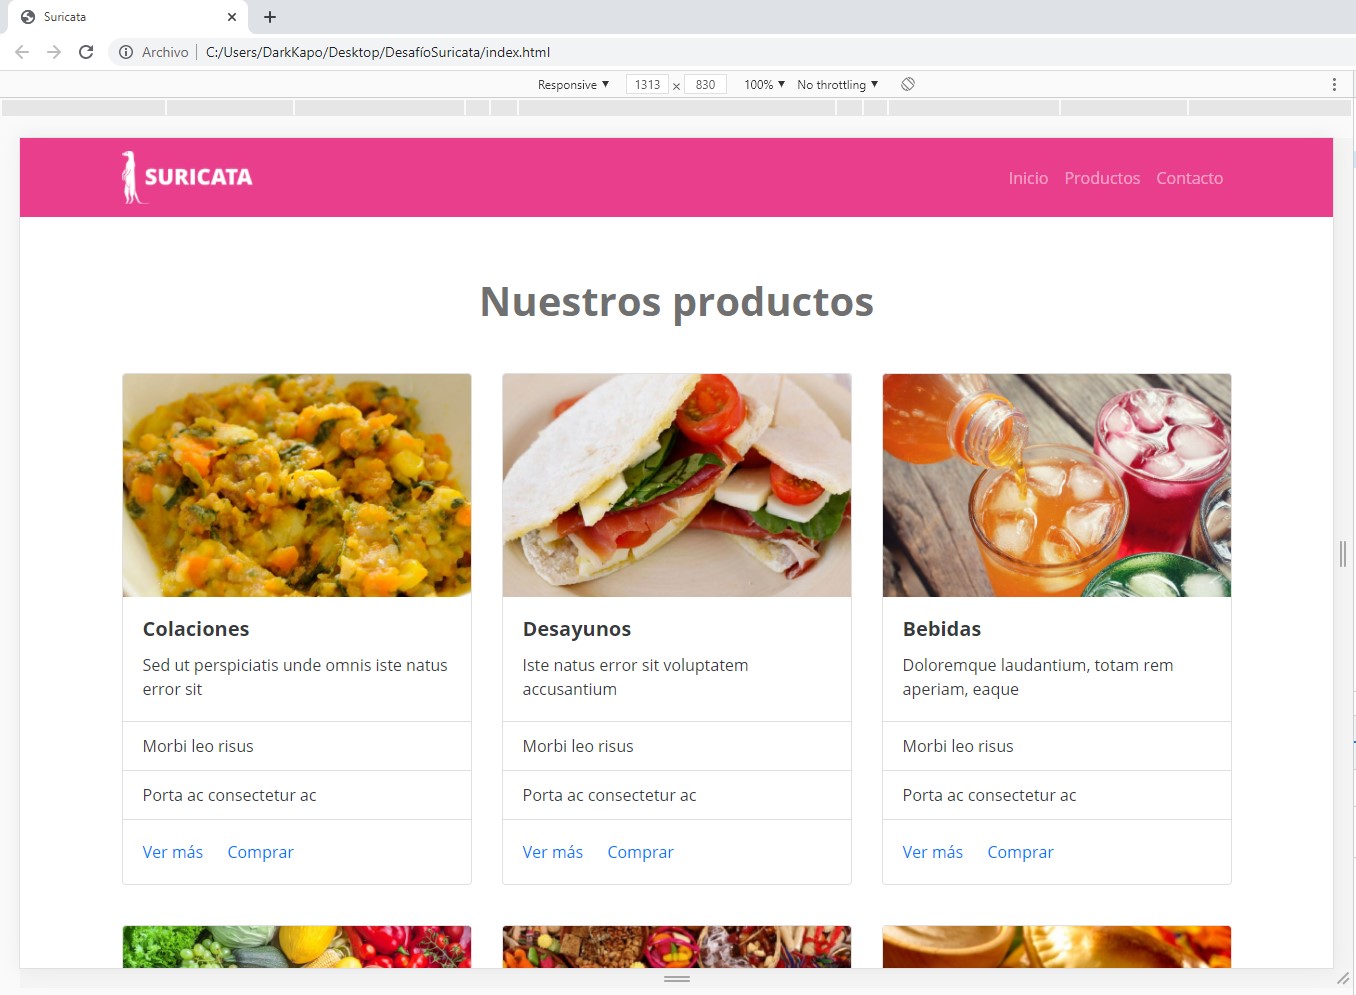 Suricata
Archivo | C:/Users/DarkKapo/Desktop/DesafíoSuricata/index.html
Responsive ▼ 1313 x 830 100% ▼ No throttling ▼
SURICATA
Inicio Productos Contacto
Nuestros productos
Colaciones
Sed ut perspiciatis unde omnis iste natus
error sit
Morbi leo risus
Porta ac consectetur ac
Ver más Comprar
Desayunos
Iste natus error sit voluptatem
accusantium
Morbi leo risus
Porta ac consectetur ac
Ver más Comprar
Bebidas
Doloremque laudantium, totam rem
aperiam, eaque
Morbi leo risus
Porta ac consectetur ac
Ver más Comprar